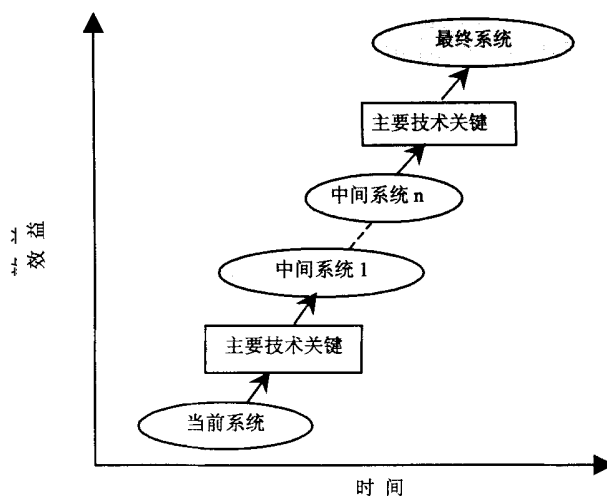 最终系统
主要技术关键
中间系统 n
中间系统 1
主要技术关键
当前系统
效益
时 间